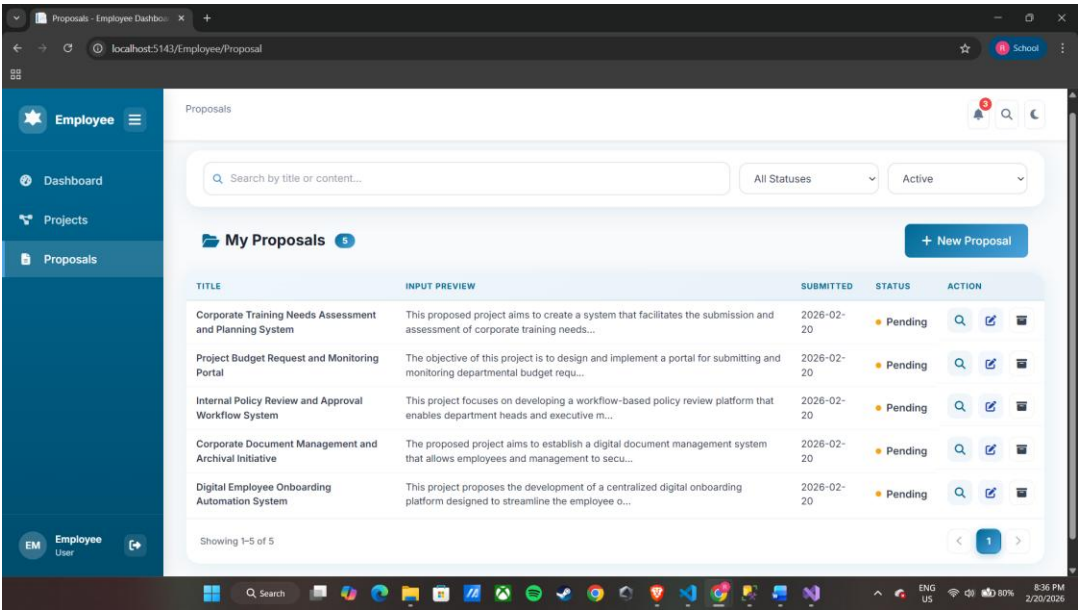 Proposals - Employee Dashboa
localhost:5143/Employee/Proposal
School
Employee
Dashboard
Projects
Proposals
EM
Employee
User
Proposals
3
Search by title or content...
All Statuses
Active
My Proposals 5
+ New Proposal
TITLE INPUT PREVIEW SUBMITTED STATUS ACTION
Corporate Training Needs Assessment
and Planning System
This proposed project aims to create a system that facilitates the submission and
assessment of corporate training needs...
2026-02-
20
Pending
Project Budget Request and Monitoring
Portal
The objective of this project is to design and implement a portal for submitting and
monitoring departmental budget requ...
2026-02-
20
Pending
Internal Policy Review and Approval
Workflow System
This project focuses on developing a workflow-based policy review platform that
enables department heads and executive m...
2026-02-
20
Pending
Corporate Document Management and
Archival Initiative
The proposed project aims to establish a digital document management system
that allows employees and management to secu...
2026-02-
20
Pending
Digital Employee Onboarding
Automation System
This project proposes the development of a centralized digital onboarding
platform designed to streamline the employee o...
2026-02-
20
Pending
Showing 1–5 of 5
1
Search
ENG
US
80%
8:36 PM
2/20/2026